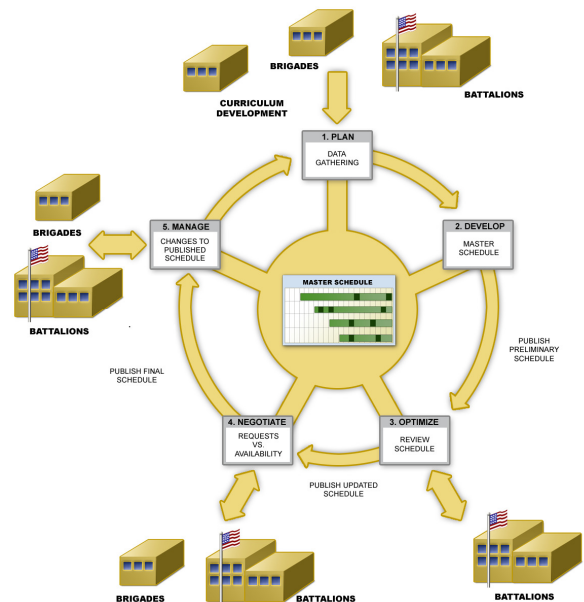 BRIGADES
BATTALIONS
CURRICULUM
DEVELOPMENT
1. PLAN
DATA
GATHERING
2. DEVELOP
MASTER
SCHEDULE
5. MANAGE
CHANGES TO
PUBLISHED
SCHEDULE
BRIGADES
BATTALIONS
MASTER SCHEDULE
PUBLISH
PRELIMINARY
SCHEDULE
PUBLISH FINAL
SCHEDULE
4. NEGOTIATE
REQUESTS
VS.
AVAILABILITY
3. OPTIMIZE
REVIEW
SCHEDULE
PUBLISH UPDATED
SCHEDULE
BRIGADES
BATTALIONS
BATTALIONS